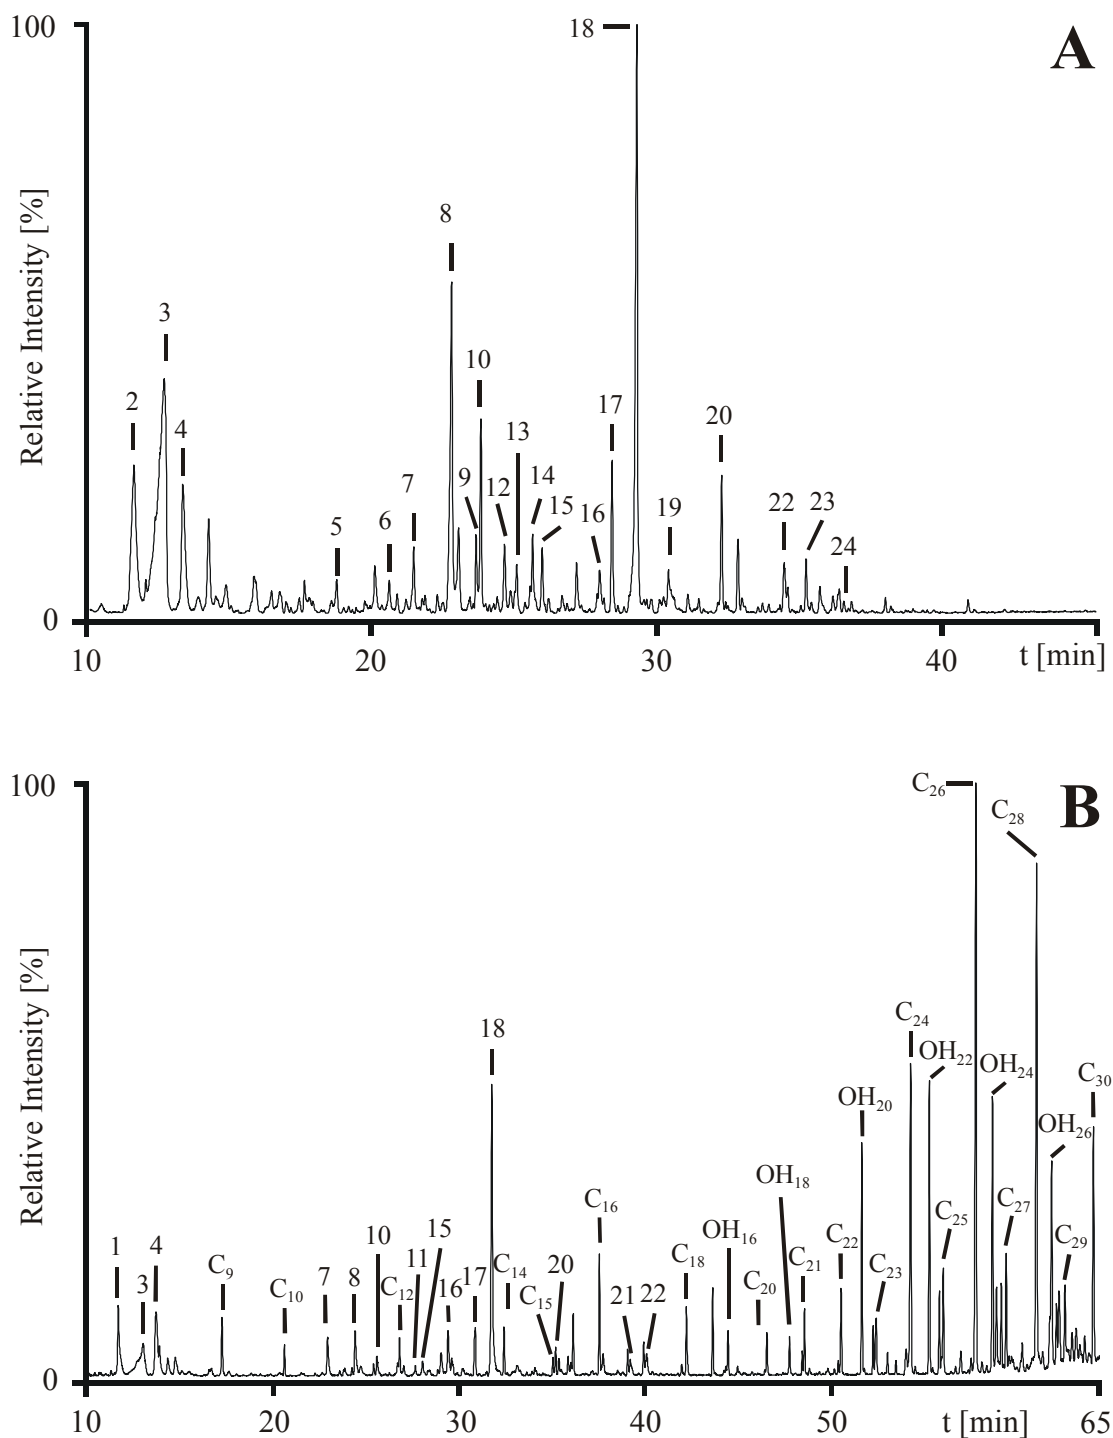 100
A
18
8
3
10
2
4
17
20
13
7
9
12
14
15
16
19
22
23
5
6
24
Relative Intensity [%]
0
10
20
30
40
t [min]
100
B
C₂₆
C₂₈
18
C₂₄
OH₂₂
OH₂₄
C₃₀
OH₂₀
OH₂₆
OH₁₈
C₁₆
C₂₇
C₂₅
1
3
4
C₉
C₁₀
7
8
10
C₁₂
11
15
16
17
C₁₄
C₁₅
20
21
22
C₁₈
OH₁₆
C₂₀
C₂₁
C₂₂
C₂₃
C₂₉
Relative Intensity [%]
0
10
20
30
40
50
t [min]
65